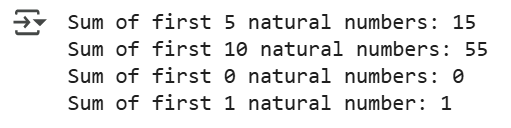 Sum of first 5 natural numbers: 15
Sum of first 10 natural numbers: 55
Sum of first 0 natural numbers: 0
Sum of first 1 natural number: 1